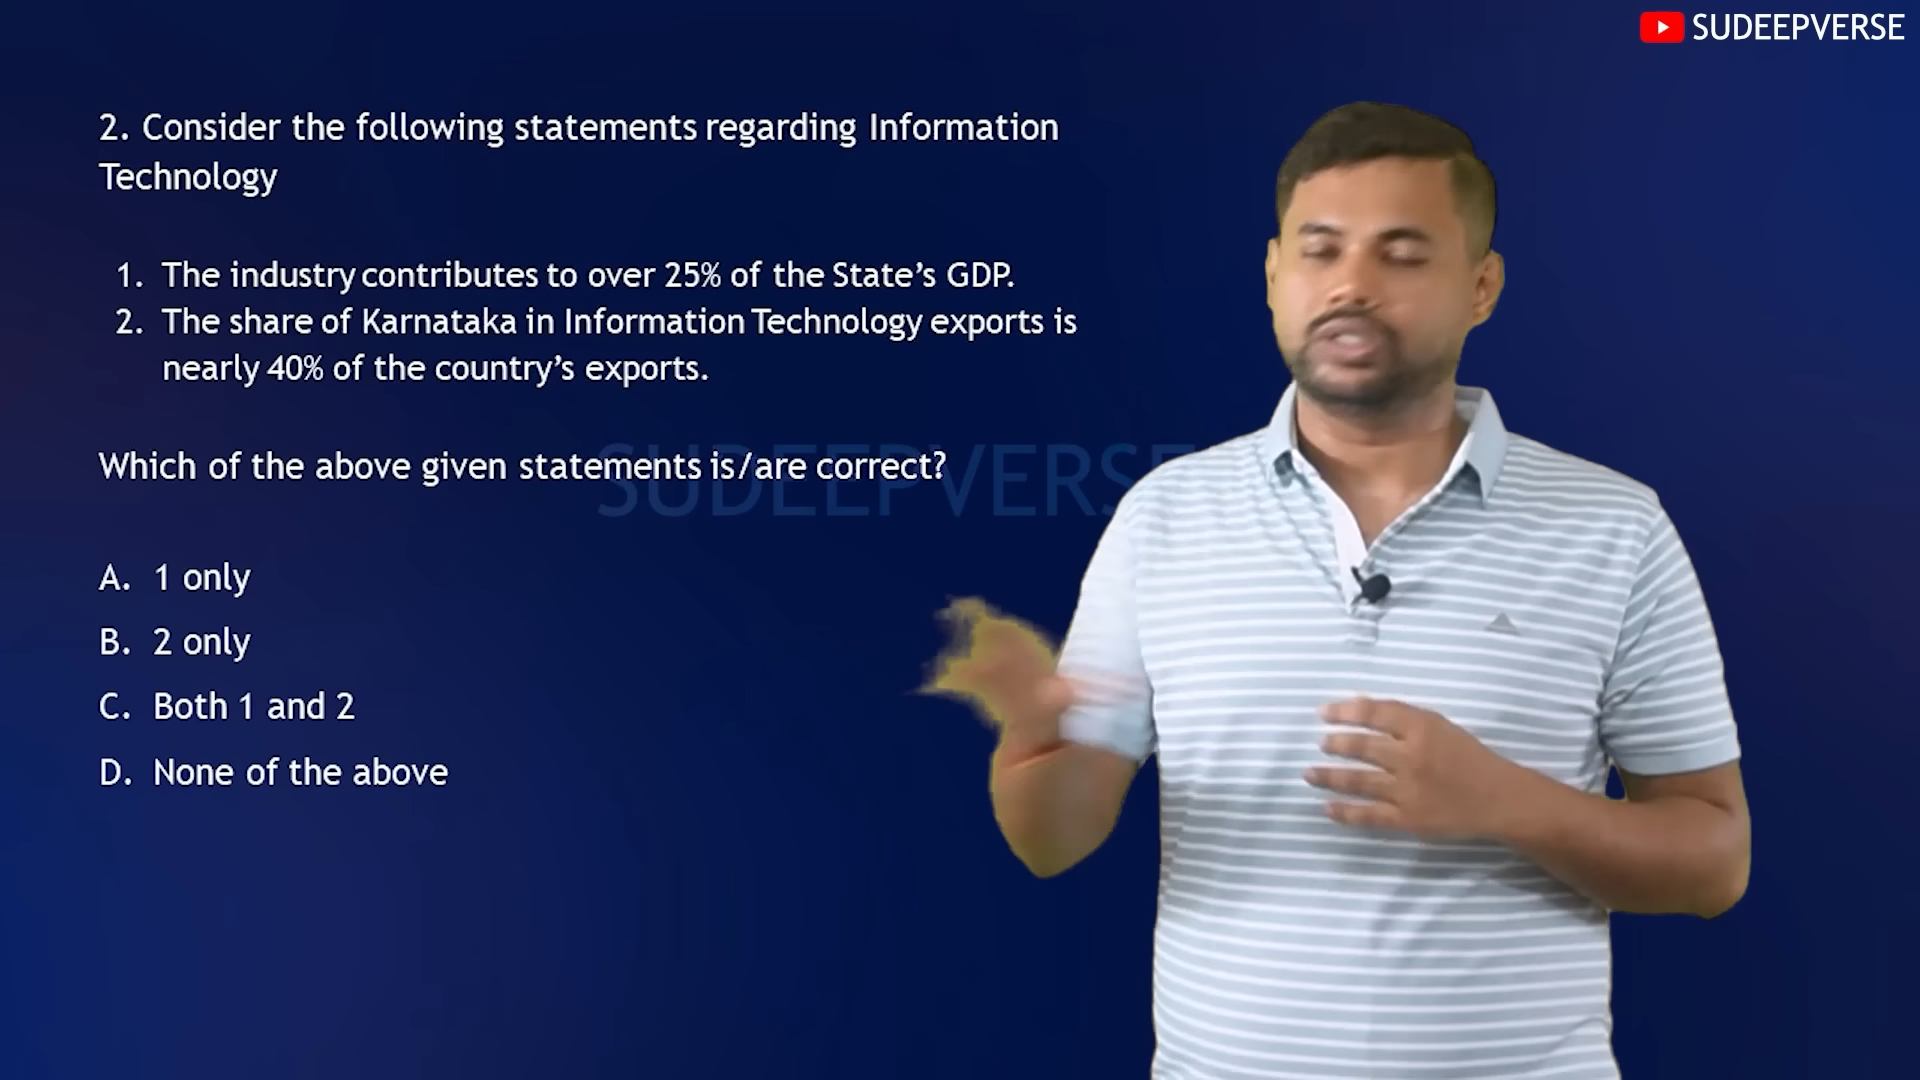 SUDEEPVERSE
2. Consider the following statements regarding Information
Technology
1. The industry contributes to over 25% of the State’s GDP.
2. The share of Karnataka in Information Technology exports is
nearly 40% of the country’s exports.
SUDEEPVERSE
Which of the above given statements is/are correct?
A. 1 only
B. 2 only
C. Both 1 and 2
D. None of the above